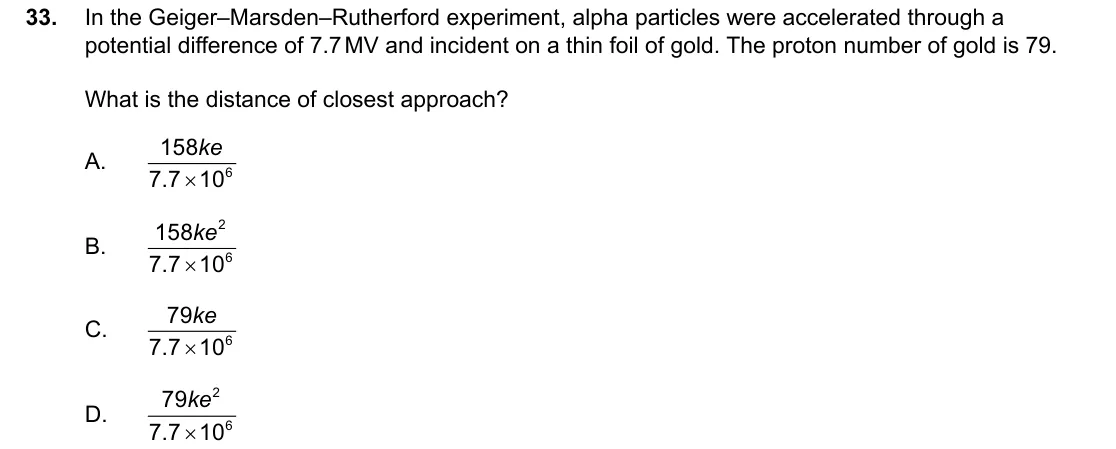 33. In the Geiger–Marsden–Rutherford experiment, alpha particles were accelerated through a
potential difference of 7.7 MV and incident on a thin foil of gold. The proton number of gold is 79.
What is the distance of closest approach?
A. 158ke / 7.7 × 10⁶
B. 158ke² / 7.7 × 10⁶
C. 79ke / 7.7 × 10⁶
D. 79ke² / 7.7 × 10⁶